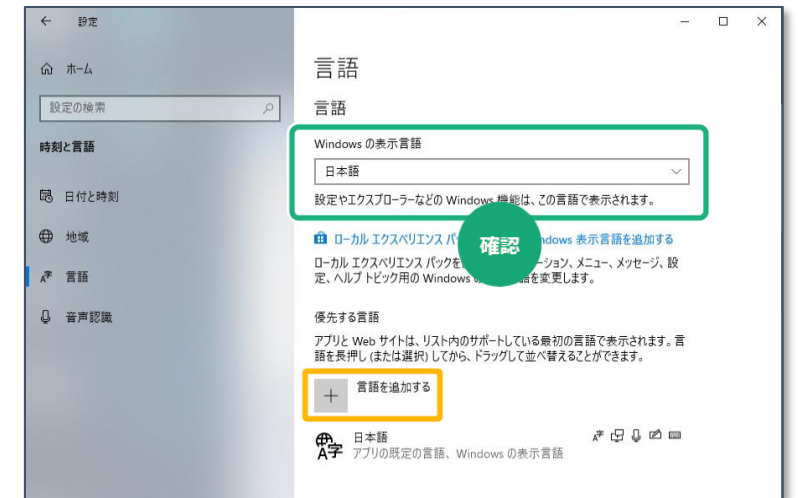 設定
ホーム
設定の検索
時刻と言語
日付と時刻
地域
言語
音声認識
言語
言語
Windows の表示言語
日本語
設定やエクスプローラーなどの Windows 機能は、この言語で表示されます。
ローカル エクスペリエンス パ
ndows 表示言語を追加する
確認
ローカル エクスペリエンス パックを
ーション、メニュー、メッセージ、設
定、ヘルプ トピック用の Windows
語を変更します。
優先する言語
アプリと Web サイトは、リスト内のサポートしている最初の言語で表示されます。言
語を長押し (または選択) してから、ドラッグして並べ替えることができます。
言語を追加する
日本語
アプリの既定の言語、Windows の表示言語